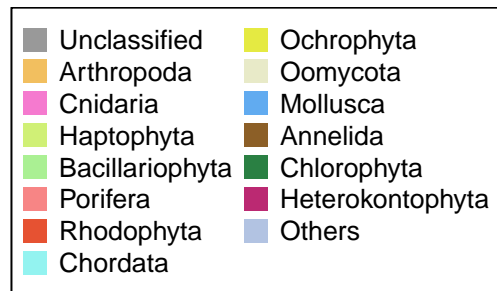 Unclassified
Arthropoda
Cnidaria
Haptophyta
Bacillariophyta
Porifera
Rhodophyta
Chordata
Ochrophyta
Oomycota
Mollusca
Annelida
Chlorophyta
Heterokontophyta
Others